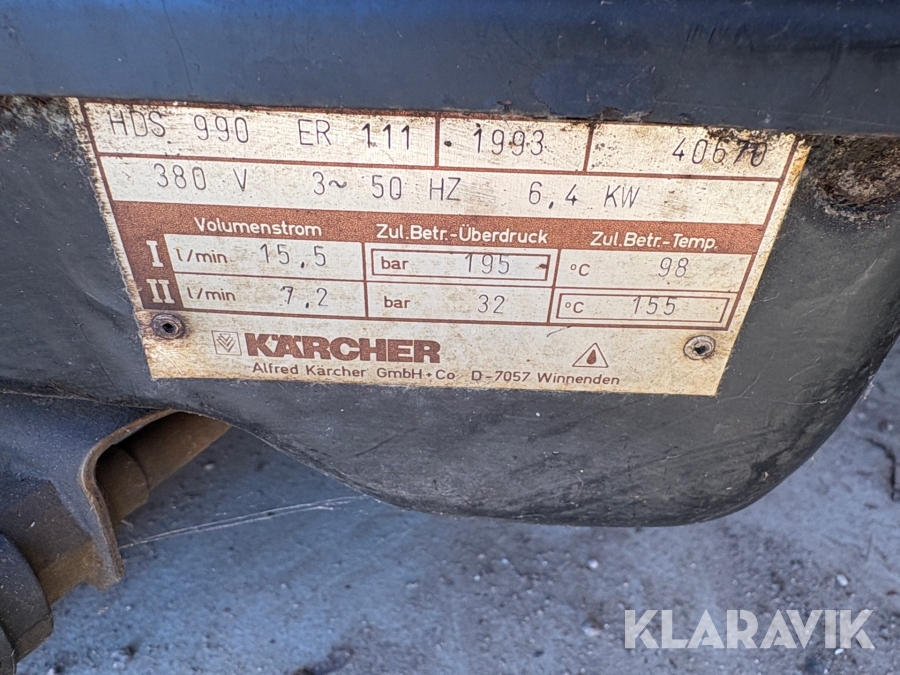 HDS 990 ER 111 1993 40670
380 V 3~ 50 HZ 6,4 KW
Volumenstrom Zul.Betr.-Überdruck Zul.Betr.-Temp.
I l/min 15,5 bar 195 °C 98
II l/min 7,2 bar 32 °C 155
KÄRCHER
Alfred Kärcher GmbH+Co D-7057 Winnenden
KLARAVIK